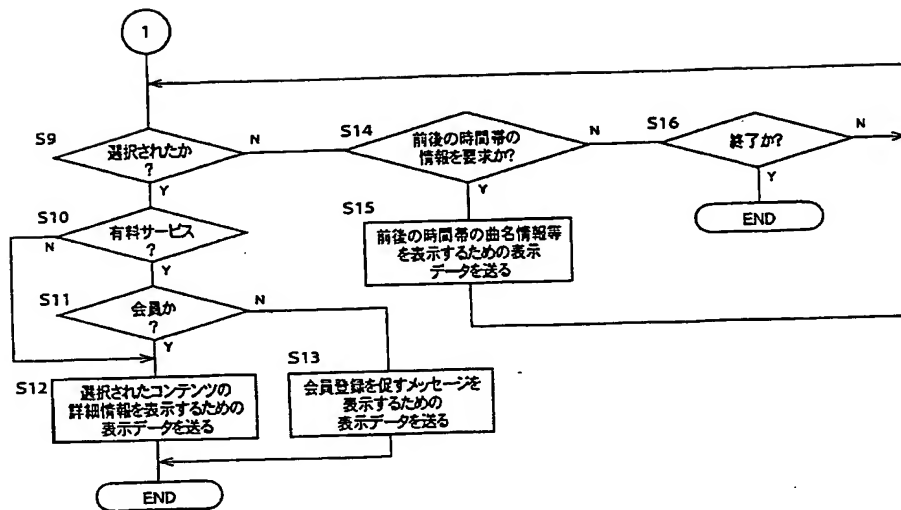 1
S9
選択されたか
?
N
Y
S14
前後の時間帯の
情報を要求か?
N
Y
S16
終了か?
N
Y
END
S15
前後の時間帯の曲名情報等
を表示するための表示
データを送る
S10
有料サービス
?
N
Y
S11
会員か
?
N
Y
S12
選択されたコンテンツの
詳細情報を表示するための
表示データを送る
S13
会員登録を促すメッセージを
表示するための
表示データを送る
END